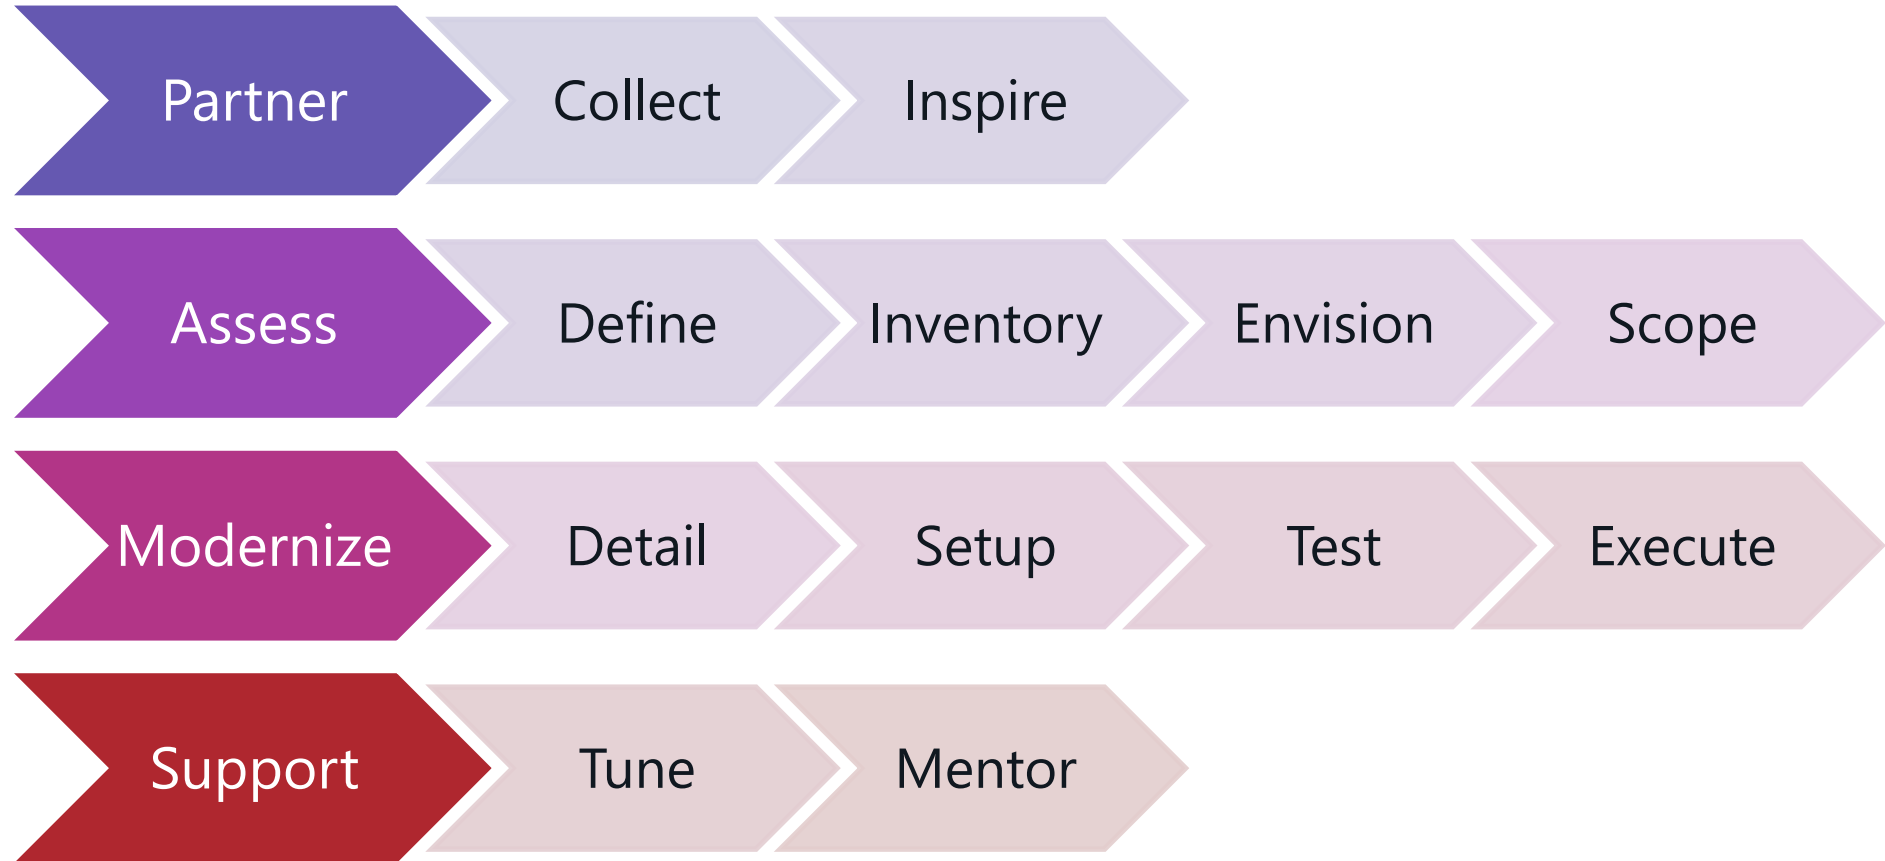 Partner Collect Inspire
Assess Define Inventory Envision Scope
Modernize Detail Setup Test Execute
Support Tune Mentor